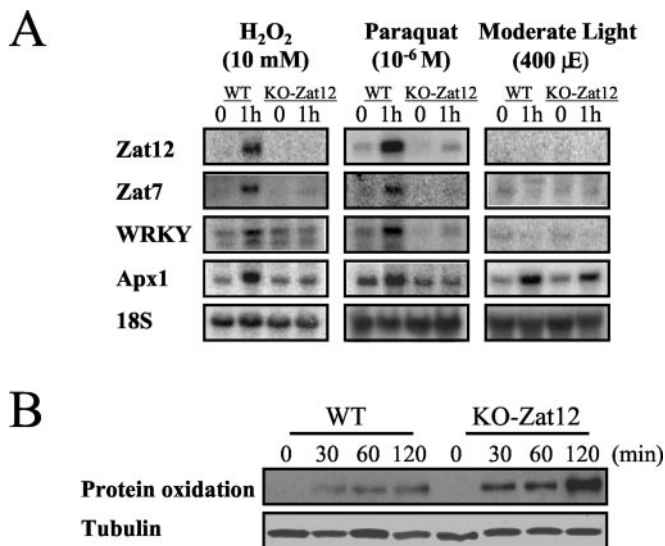 A
H₂O₂ Paraquat Moderate Light
(10 mM) (10⁻⁶ M) (400 µE)
WT KO-Zat12 WT KO-Zat12 WT KO-Zat12
0 1h 0 1h 0 1h 0 1h 0 1h 0 1h
Zat12
Zat7
WRKY
Apx1
18S
B
WT KO-Zat12
0 30 60 120 0 30 60 120 (min)
Protein oxidation
Tubulin